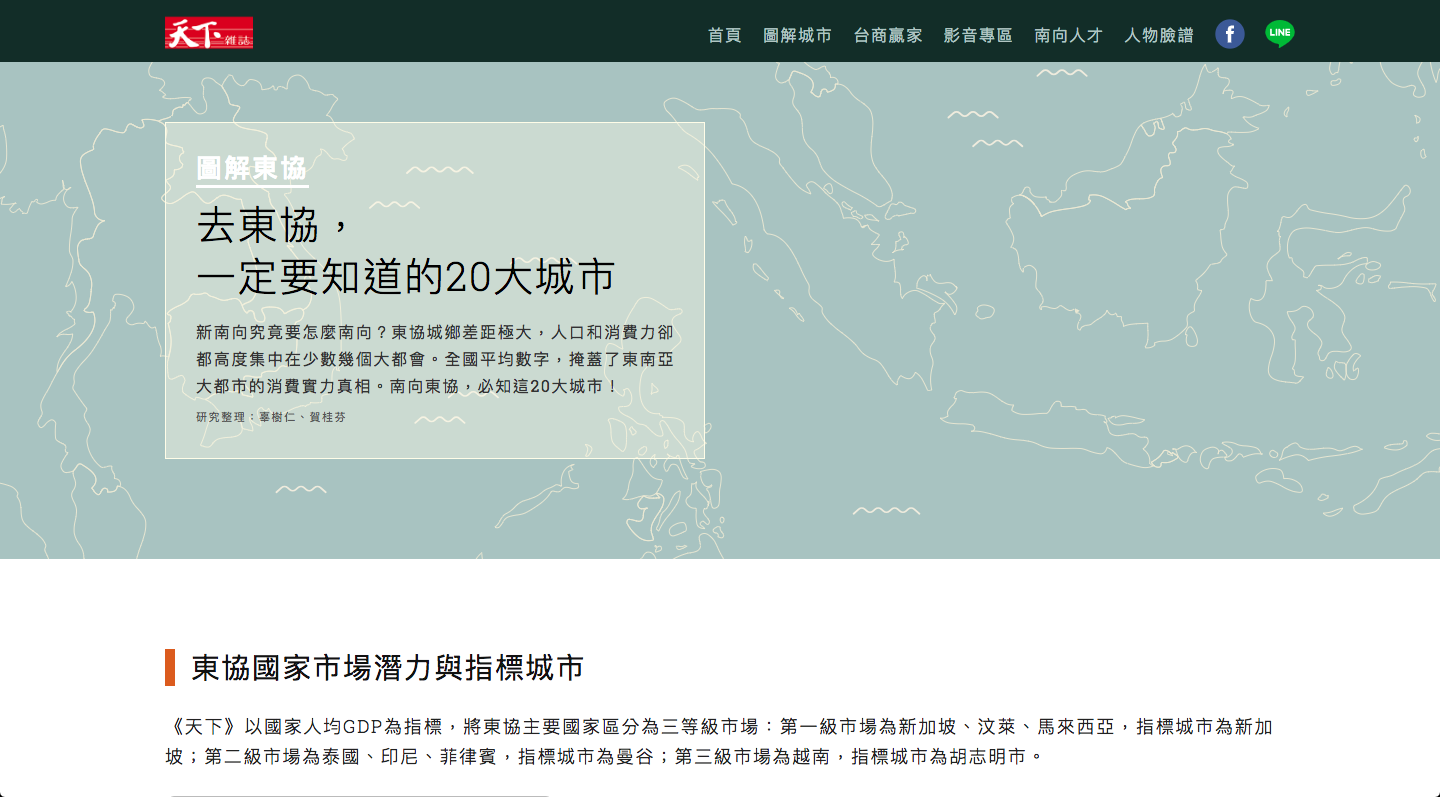 天下雜誌
首頁 圖解城市 台商贏家 影音專區 南向人才 人物臉譜 f LINE
圖解東協
去東協，
一定要知道的20大城市
新南向究竟要怎麼南向？東協城鄉差距極大，人口和消費力卻
都高度集中在少數幾個大都會。全國平均數字，掩蓋了東南亞
大都市的消費實力真相。南向東協，必知這20大城市！
研究整理：辜樹仁、賀桂芬
東協國家市場潛力與指標城市
《天下》以國家人均GDP為指標，將東協主要國家區分為三等級市場：第一級市場為新加坡、汶萊、馬來西亞，指標城市為新加
坡；第二級市場為泰國、印尼、菲律賓，指標城市為曼谷；第三級市場為越南，指標城市為胡志明市。